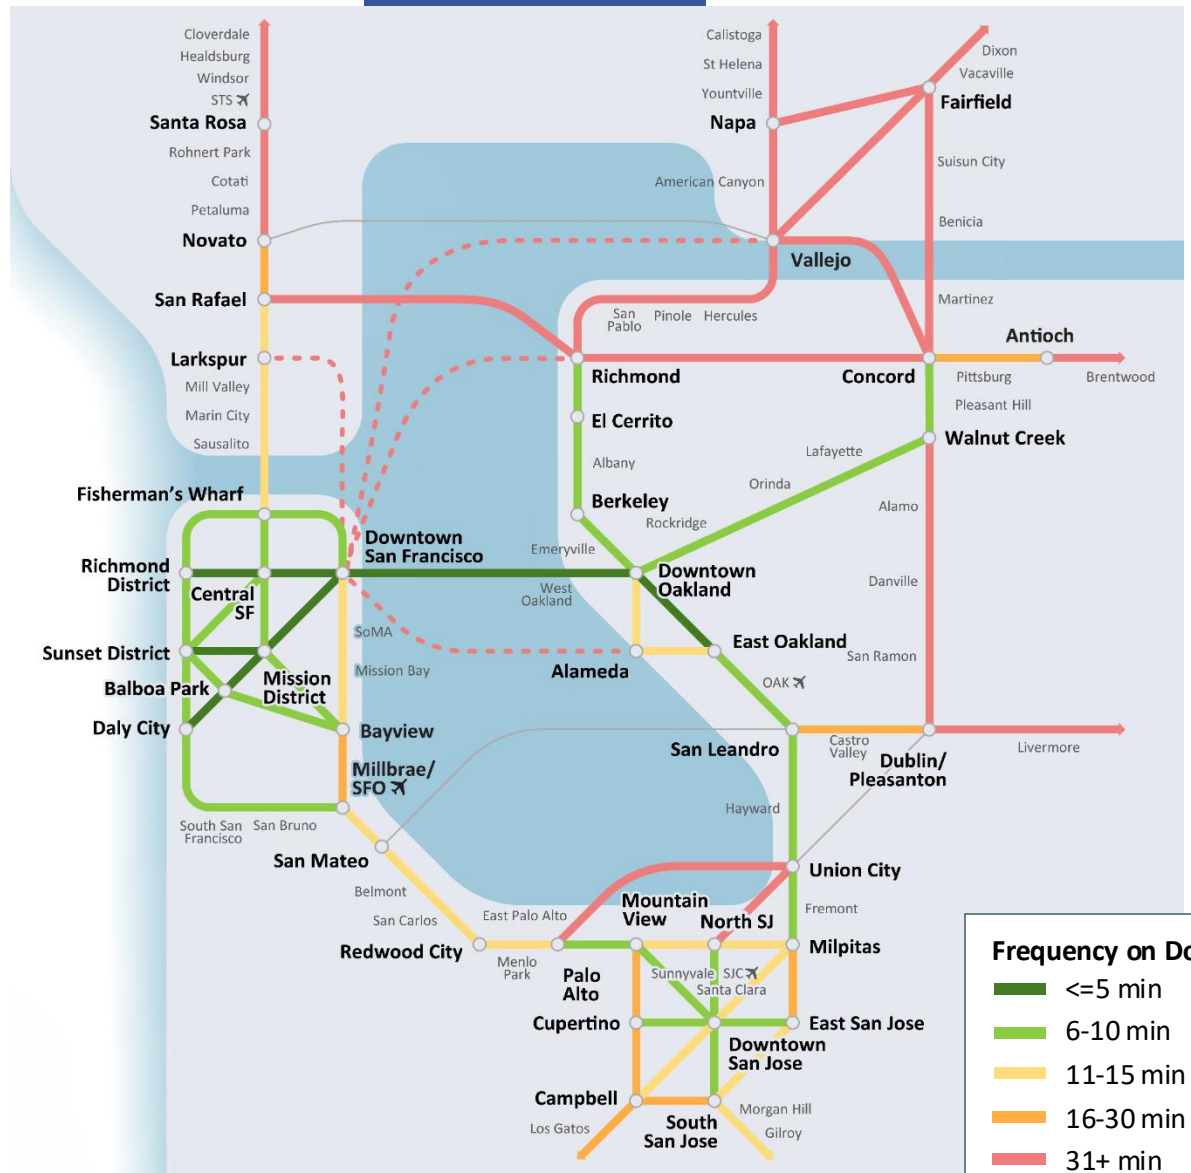 Cloverdale
Healdsburg
Windsor
STS
Santa Rosa
Rohnert Park
Cotati
Petaluma
Novato
San Rafael
Larkspur
Mill Valley
Marin City
Sausalito
Calistoga
St Helena
Yountville
Napa
American Canyon
Dixon
Vacaville
Fairfield
Suisun City
Benicia
Vallejo
Martinez
San
Pablo
Pinole
Hercules
Antioch
Richmond
Concord
Pittsburg
Brentwood
Pleasant Hill
El Cerrito
Walnut Creek
Albany
Lafayette
Orinda
Berkeley
Rockridge
Alamo
Emeryville
Fisherman's Wharf
Downtown
San Francisco
Richmond
District
Central
SF
West
Oakland
Downtown
Oakland
Danville
Sunset District
SoMA
East Oakland
San Ramon
Balboa Park
Mission
District
Mission Bay
Alameda
OAK
Daly City
Bayview
San Leandro
Castro
Valley
Dublin/
Pleasanton
Livermore
Millbrae/
SFO
Hayward
South San
Francisco
San Bruno
San Mateo
Union City
Belmont
San Carlos
East Palo Alto
Mountain
View
North SJ
Fremont
Redwood City
Menlo
Park
Palo
Alto
Sunnyvale
SJC
Santa Clara
Milpitas
Cupertino
East San Jose
Downtown
San Jose
Campbell
Los Gatos
South
San Jose
Morgan Hill
Gilroy
Frequency on Do
<=5 min
6-10 min
11-15 min
16-30 min
31+ min